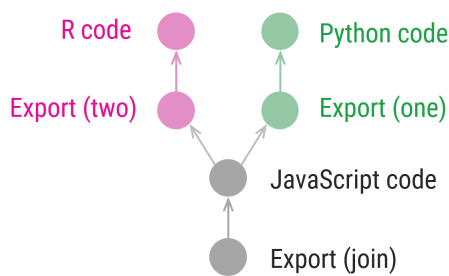 R code
Python code
Export (two)
Export (one)
JavaScript code
Export (join)